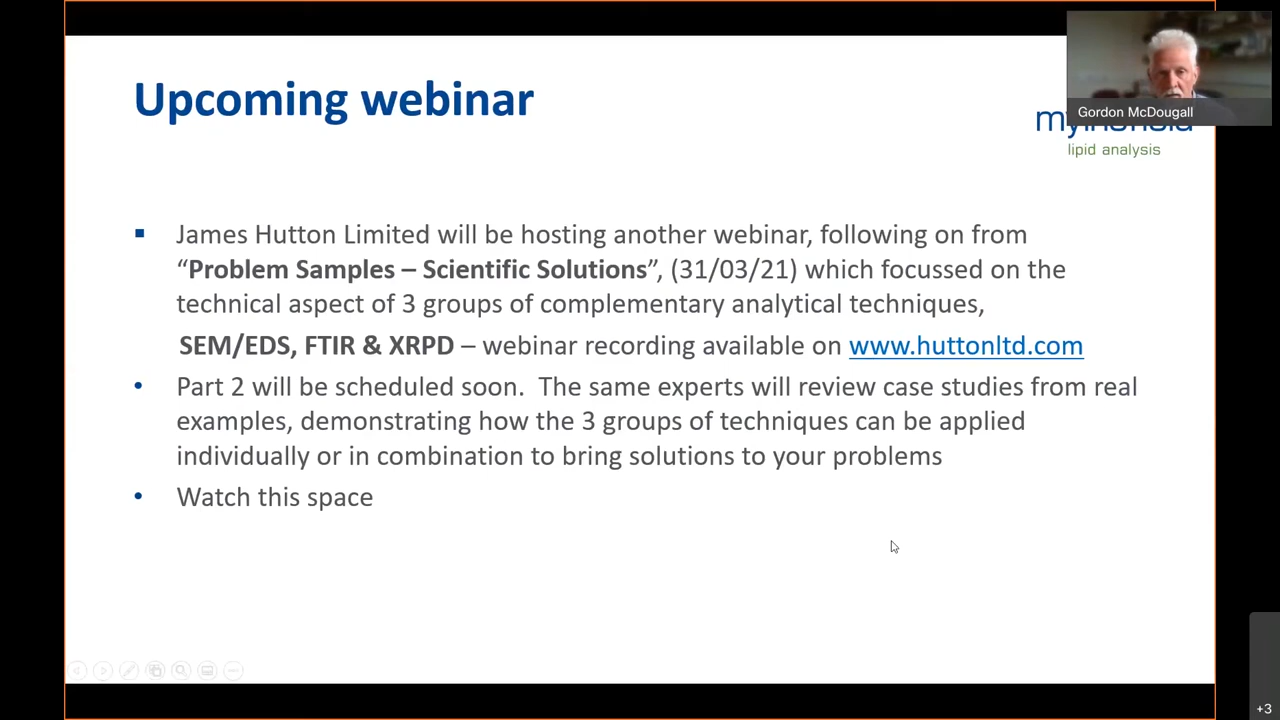 Upcoming webinar
Gordon McDougall
lipid analysis
James Hutton Limited will be hosting another webinar, following on from
“Problem Samples – Scientific Solutions”, (31/03/21) which focussed on the
technical aspect of 3 groups of complementary analytical techniques,
SEM/EDS, FTIR & XRPD – webinar recording available on www.huttonltd.com
Part 2 will be scheduled soon.  The same experts will review case studies from real
examples, demonstrating how the 3 groups of techniques can be applied
individually or in combination to bring solutions to your problems
Watch this space
+3